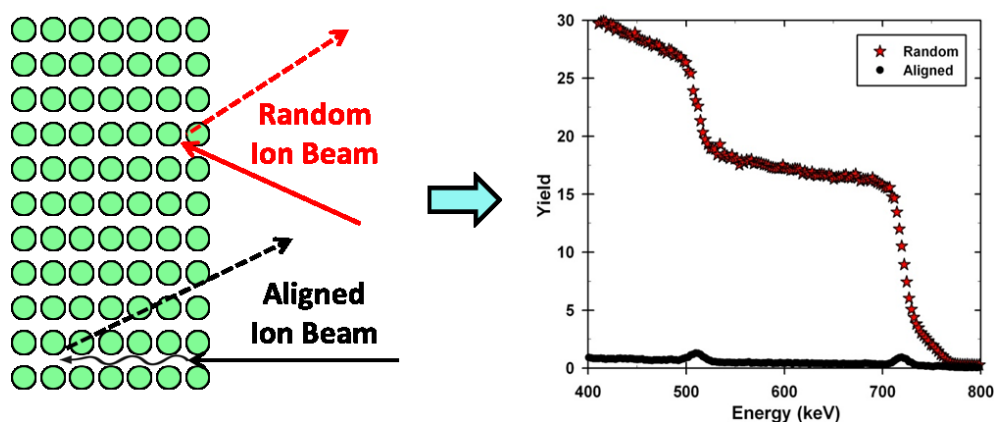 Random
Ion Beam
Aligned
Ion Beam
30
25
20
15
10
5
0
Yield
Random
Aligned
400 500 600 700 800
Energy (keV)